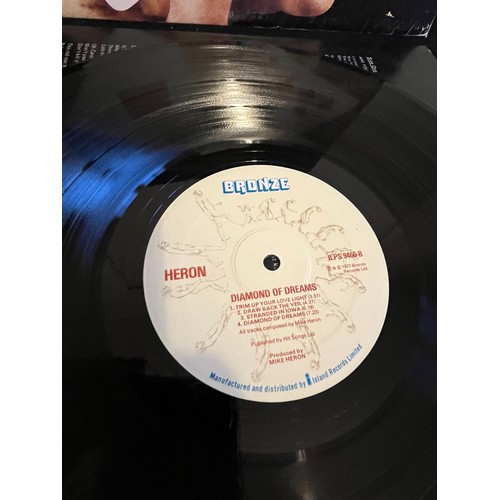 BRONZE
HERON
ILPS 9460-B
℗ & © 1977 Bronze
Records Ltd
DIAMOND OF DREAMS
1. TRIM UP YOUR LOVE LIGHT (3.51)
2. DRAW BACK THE VEIL (4.37)
3. STRANDED IN IOWA (6.18)
4. DIAMOND OF DREAMS (7.23)
All tracks composed by Mike Heron.
Published by Hit Songs Ltd
Produced by
MIKE HERON
Manufactured and distributed by i Island Records Limited